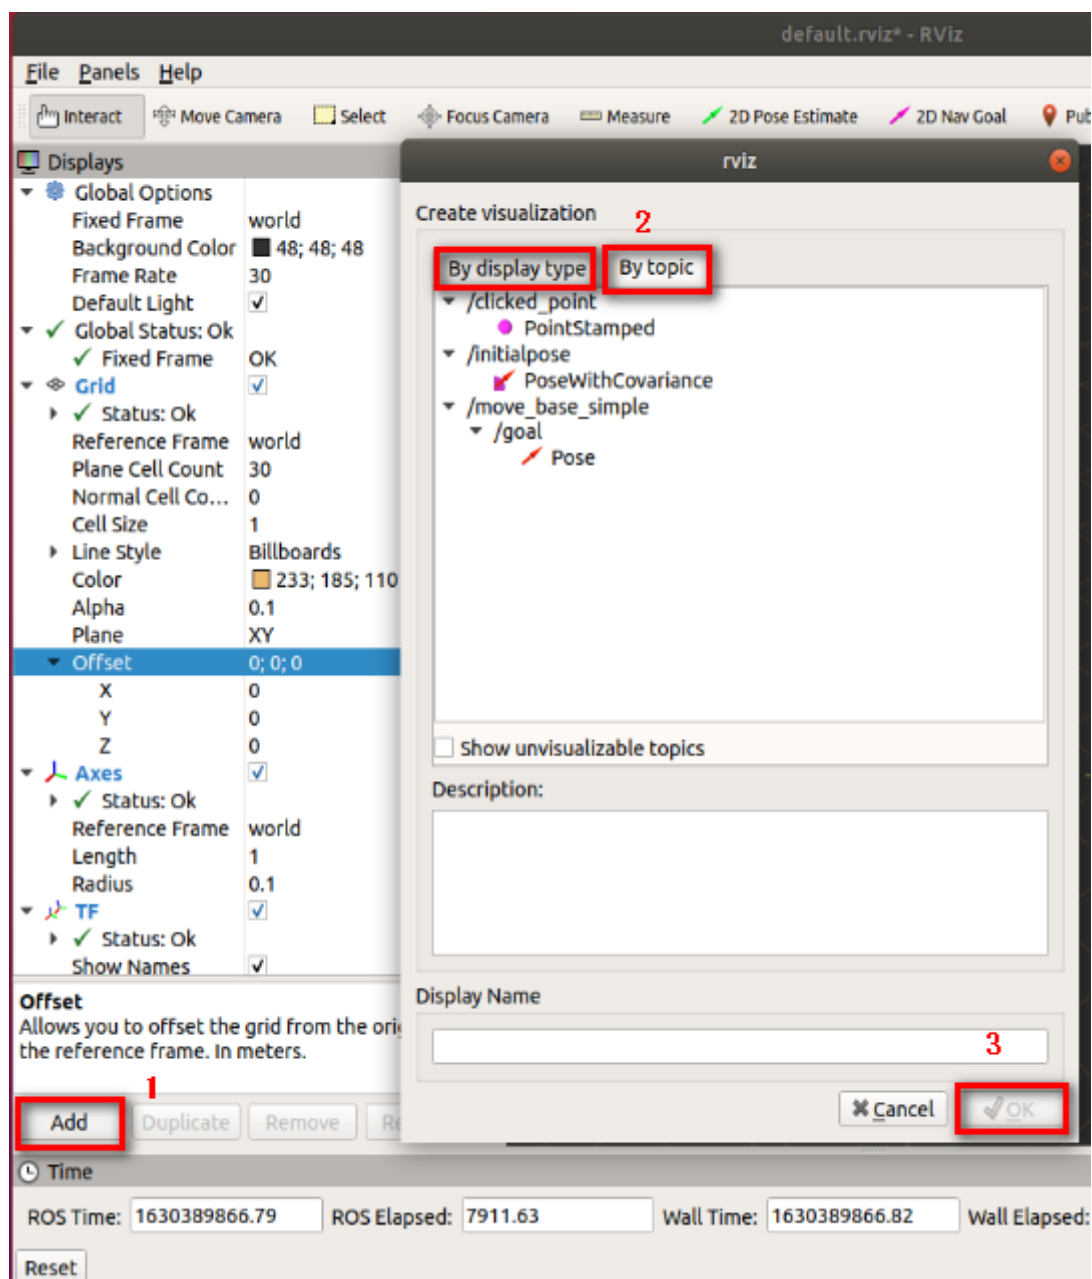 default.rviz* - RViz
File Panels Help
Interact Move Camera Select Focus Camera Measure 2D Pose Estimate 2D Nav Goal Pub
Displays
Global Options
Fixed Frame world
Background Color 48; 48; 48
Frame Rate 30
Default Light
Global Status: Ok
Fixed Frame OK
Grid
Status: Ok
Reference Frame world
Plane Cell Count 30
Normal Cell Co... 0
Cell Size 1
Line Style Billboards
Color 233; 185; 110
Alpha 0.1
Plane XY
Offset 0; 0; 0
X 0
Y 0
Z 0
Axes
Status: Ok
Reference Frame world
Length 1
Radius 0.1
TF
Status: Ok
Show Names
Offset
Allows you to offset the grid from the orig
the reference frame. In meters.
1
Add Duplicate Remove Re
rviz
Create visualization
2
By display type By topic
/clicked_point
PointStamped
/initialpose
PoseWithCovariance
/move_base_simple
/goal
Pose
Show unvisualizable topics
Description:
Display Name
3
Cancel OK
Time
ROS Time: 1630389866.79 ROS Elapsed: 7911.63 Wall Time: 1630389866.82 Wall Elapsed:
Reset